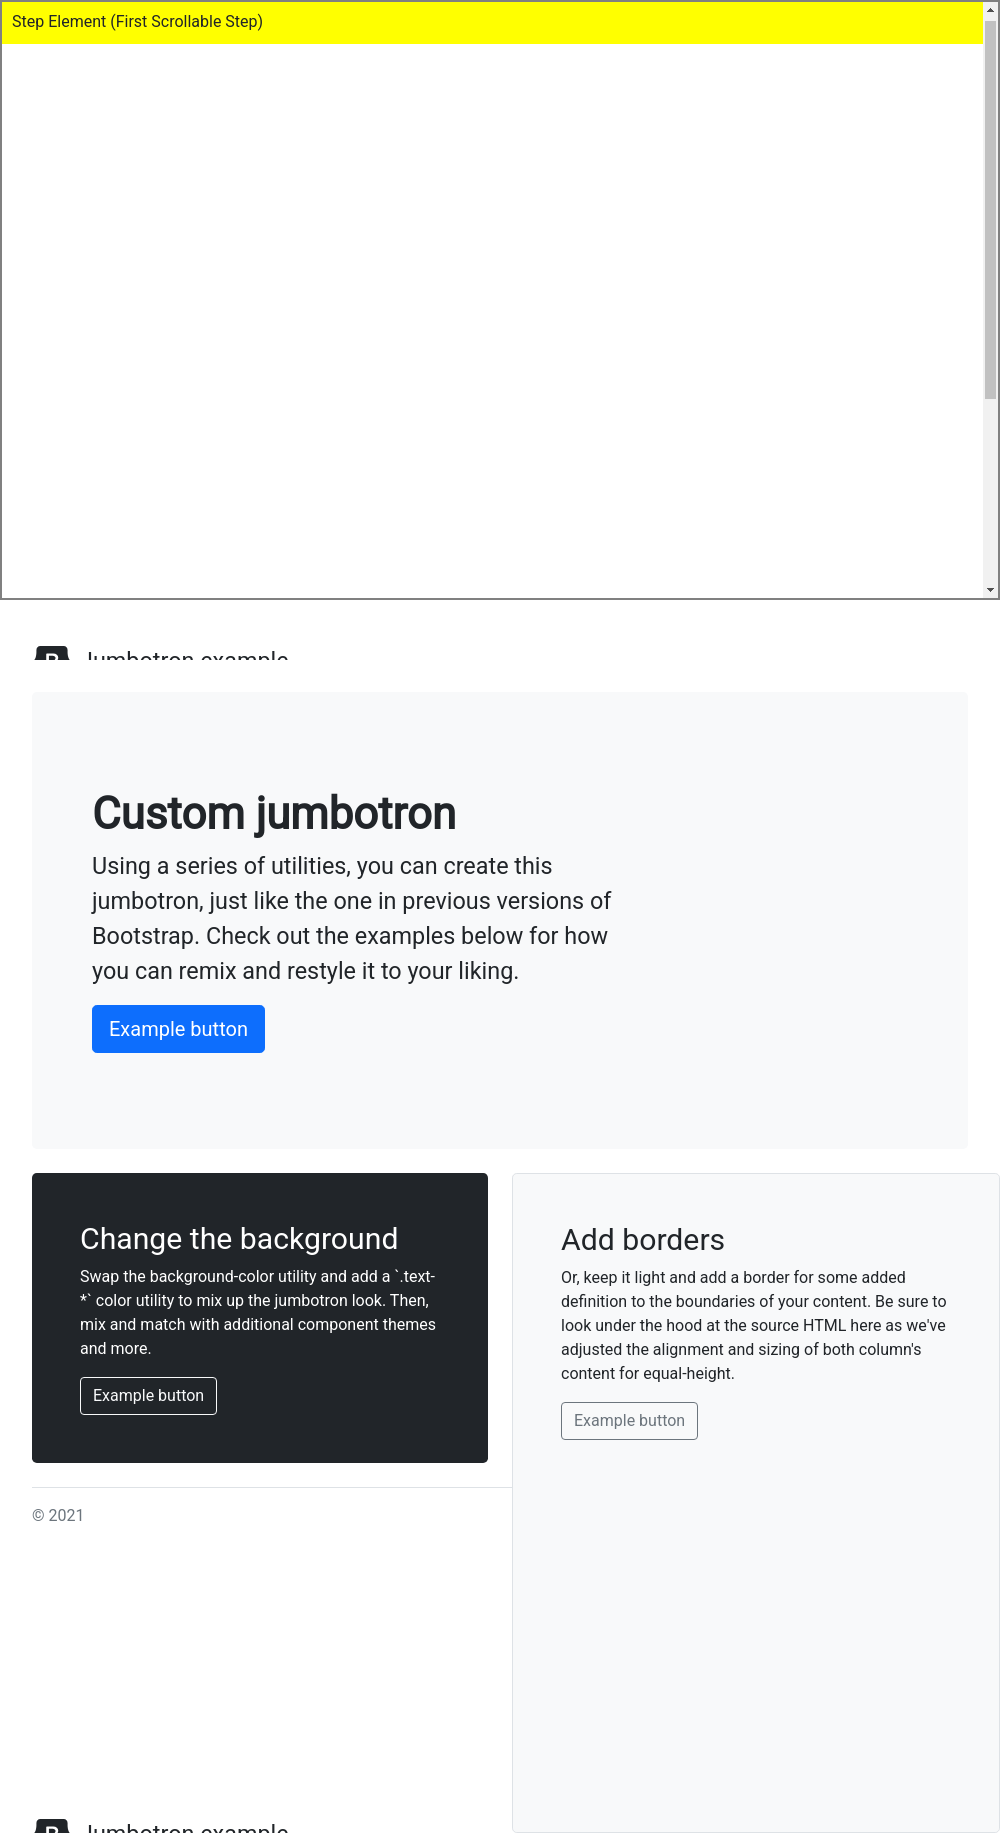 Step Element (First Scrollable Step)
B Jumbotron example
Custom jumbotron
Using a series of utilities, you can create this
jumbotron, just like the one in previous versions of
Bootstrap. Check out the examples below for how
you can remix and restyle it to your liking.
Example button
Change the background
Swap the background-color utility and add a `.text-
*` color utility to mix up the jumbotron look. Then,
mix and match with additional component themes
and more.
Example button
Add borders
Or, keep it light and add a border for some added
definition to the boundaries of your content. Be sure to
look under the hood at the source HTML here as we've
adjusted the alignment and sizing of both column's
content for equal-height.
Example button
© 2021
B Jumbotron example